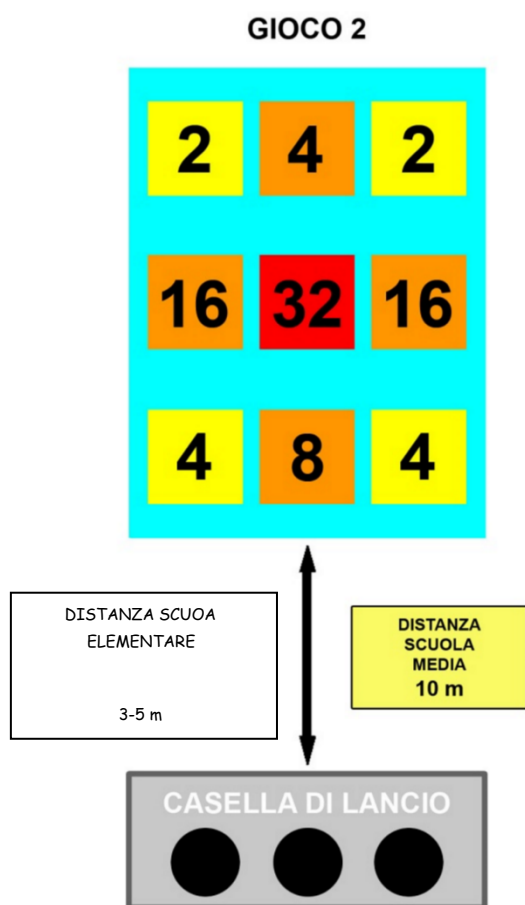 GIOCO 2
2 4 2
16 32 16
4 8 4
DISTANZA SCUOA
ELEMENTARE
3-5 m
DISTANZA
SCUOLA
MEDIA
10 m
CASELLA DI LANCIO